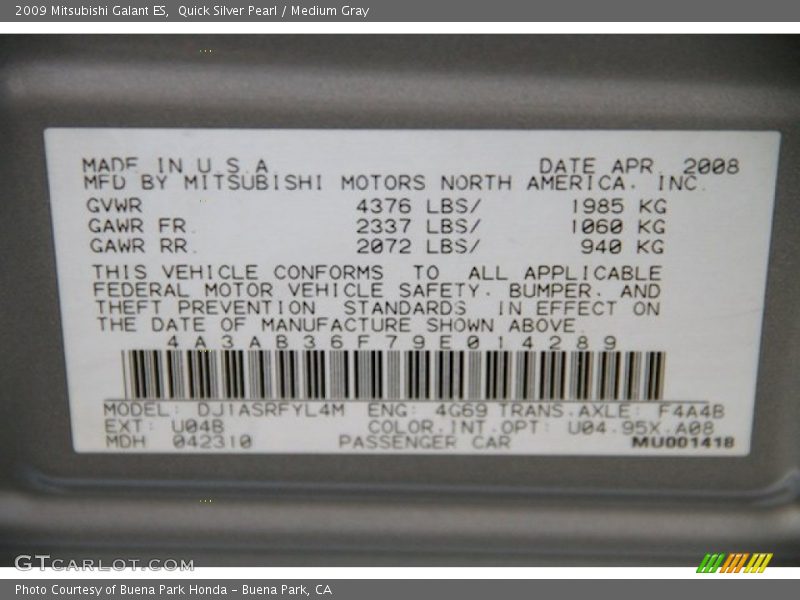 2009 Mitsubishi Galant ES, Quick Silver Pearl / Medium Gray
MADE IN U.S.A. DATE APR. 2008
MFD BY MITSUBISHI MOTORS NORTH AMERICA. INC.
GVWR 4376 LBS/ 1985 KG
GAWR FR. 2337 LBS/ 1060 KG
GAWR RR. 2072 LBS/ 940 KG
THIS VEHICLE CONFORMS TO ALL APPLICABLE
FEDERAL MOTOR VEHICLE SAFETY. BUMPER. AND
THEFT PREVENTION STANDARDS IN EFFECT ON
THE DATE OF MANUFACTURE SHOWN ABOVE.
4A3AB36F79E014289
MODEL: DJ1ASRFYL4M ENG: 4G69 TRANS.AXLE: F4A4B
EXT: U04B COLOR.INT.OPT: U04.95X.A08
MDH 042310 PASSENGER CAR MU001418
GTCARLOT.COM
Photo Courtesy of Buena Park Honda - Buena Park, CA